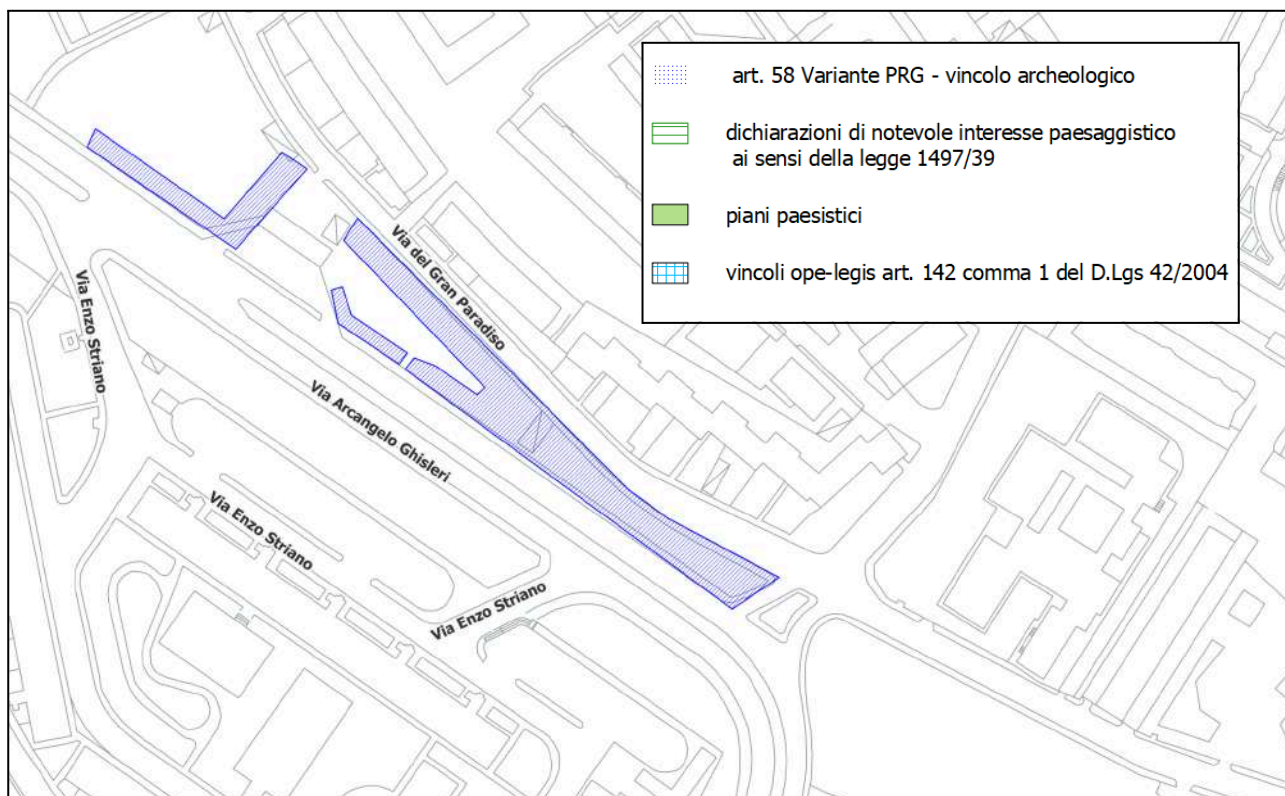 art. 58 Variante PRG - vincolo archeologico
dichiarazioni di notevole interesse paesaggistico
ai sensi della legge 1497/39
piani paesistici
vincoli ope-legis art. 142 comma 1 del D.Lgs 42/2004
Via del Gran Paradiso
Via Enzo Striano
Via Arcangelo Ghisleri
Via Enzo Striano
Via Enzo Striano